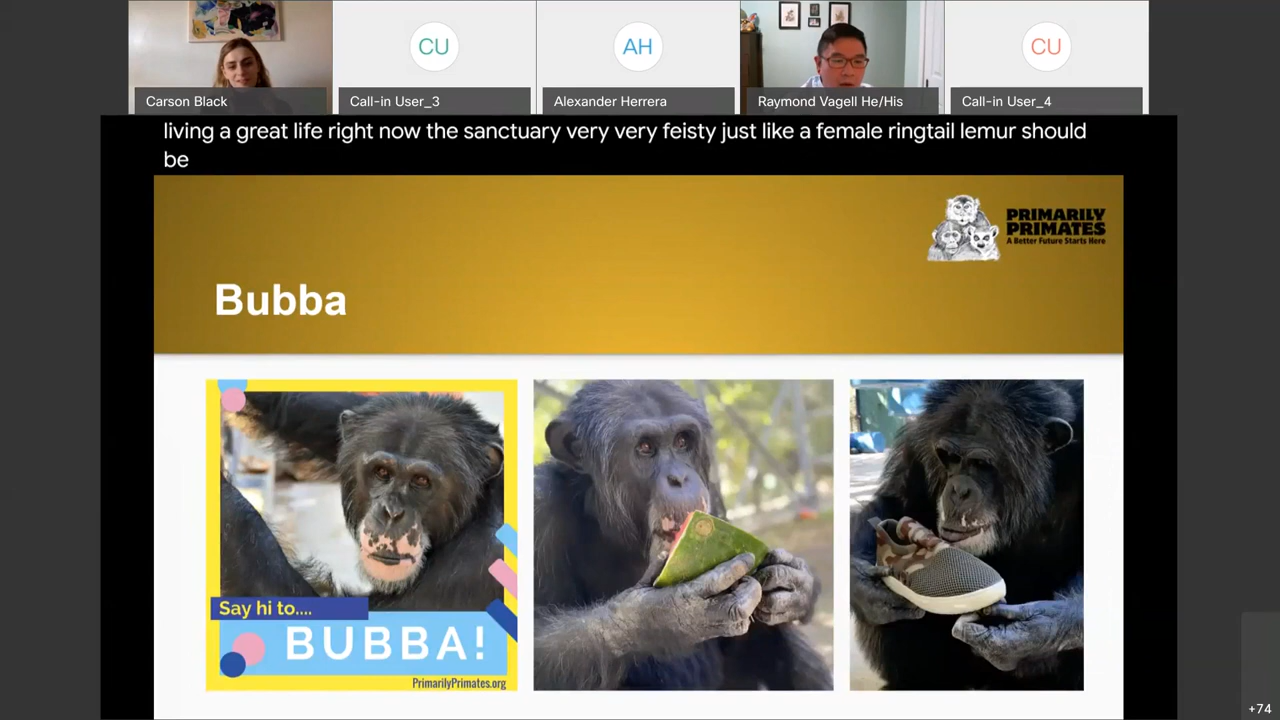 CU
AH
CU
Carson Black
Call-in User_3
Alexander Herrera
Raymond Vagell He/His
Call-in User_4
living a great life right now the sanctuary very very feisty just like a female ringtail lemur should
be
PRIMARILY
PRIMATES
A Better Future Starts Here
Bubba
Say hi to....
BUBBA!
PrimarilyPrimates.org
+74